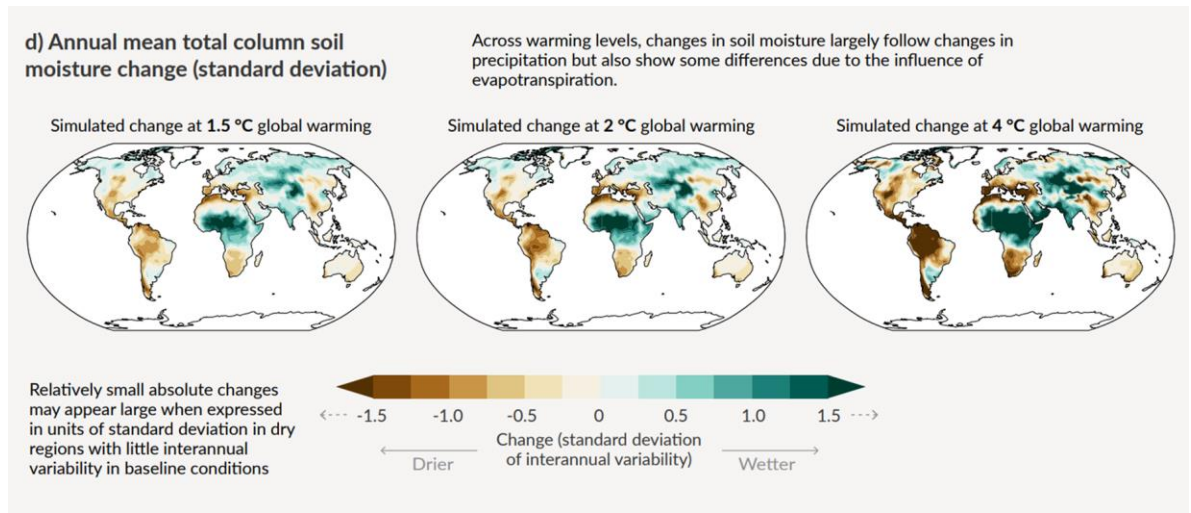 d) Annual mean total column soil
moisture change (standard deviation)
Across warming levels, changes in soil moisture largely follow changes in
precipitation but also show some differences due to the influence of
evapotranspiration.
Simulated change at 1.5 °C global warming
Simulated change at 2 °C global warming
Simulated change at 4 °C global warming
Relatively small absolute changes
may appear large when expressed
in units of standard deviation in dry
regions with little interannual
variability in baseline conditions
-1.5 -1.0 -0.5 0 0.5 1.0 1.5
Change (standard deviation
of interannual variability)
Drier
Wetter